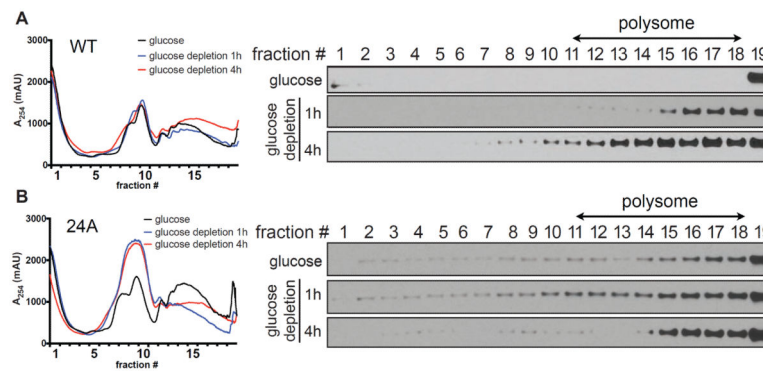 A
WT
glucose
glucose depletion 1h
glucose depletion 4h
3000
2000
1000
0
A254 (mAU)
1 5 10 15
fraction #
polysome
fraction # 1 2 3 4 5 6 7 8 9 10 11 12 13 14 15 16 17 18 19
glucose
glucose depletion
1h
4h
B
24A
glucose
glucose depletion 1h
glucose depletion 4h
3000
2000
1000
0
A254 (mAU)
1 5 10 15
fraction #
polysome
fraction # 1 2 3 4 5 6 7 8 9 10 11 12 13 14 15 16 17 18 19
glucose
glucose depletion
1h
4h